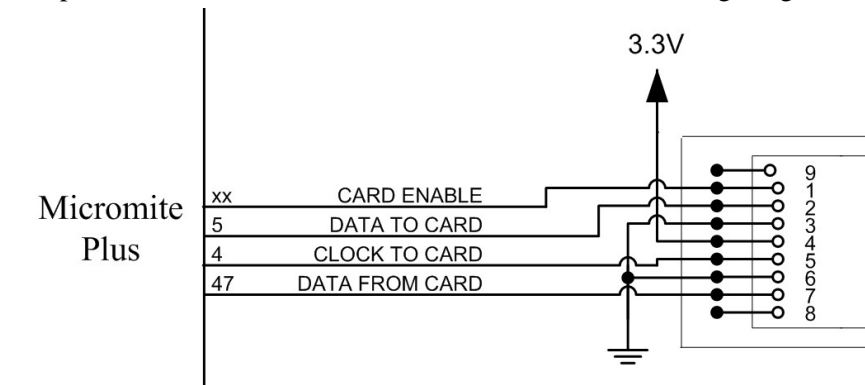 3.3V
Micromite
Plus
xx CARD ENABLE
5 DATA TO CARD
4 CLOCK TO CARD
47 DATA FROM CARD
9
1
2
3
4
5
6
7
8